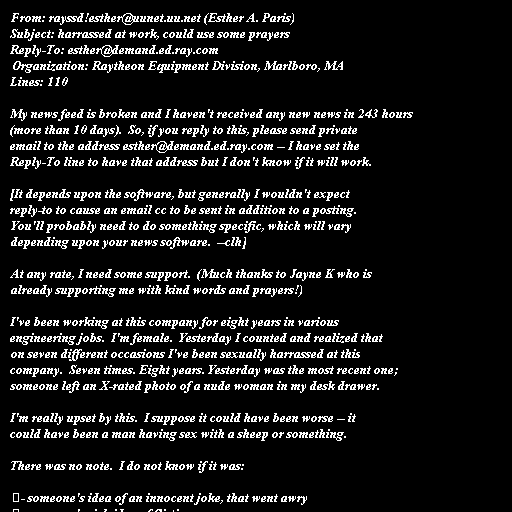 From: rayssd!esther@uunet.uu.net (Esther A. Paris)
Subject: harrassed at work, could use some prayers
Reply-To: esther@demand.ed.ray.com
Organization: Raytheon Equipment Division, Marlboro, MA
Lines: 110
My news feed is broken and I haven't received any new news in 243 hours
(more than 10 days).  So, if you reply to this, please send private
email to the address esther@demand.ed.ray.com -- I have set the
Reply-To line to have that address but I don't know if it will work.
[It depends upon the software, but generally I wouldn't expect
reply-to to cause an email cc to be sent in addition to a posting.
You'll probably need to do something specific, which will vary
depending upon your news software.  --clh]
At any rate, I need some support.  (Much thanks to Jayne K who is
already supporting me with kind words and prayers!)
I've been working at this company for eight years in various
engineering jobs.  I'm female.  Yesterday I counted and realized that
on seven different occasions I've been sexually harrassed at this
company.  Seven times. Eight years. Yesterday was the most recent one;
someone left an X-rated photo of a nude woman in my desk drawer.
I'm really upset by this.  I suppose it could have been worse -- it
could have been a man having sex with a sheep or something.
There was no note.  I do not know if it was:
- someone's idea of an innocent joke, that went awry